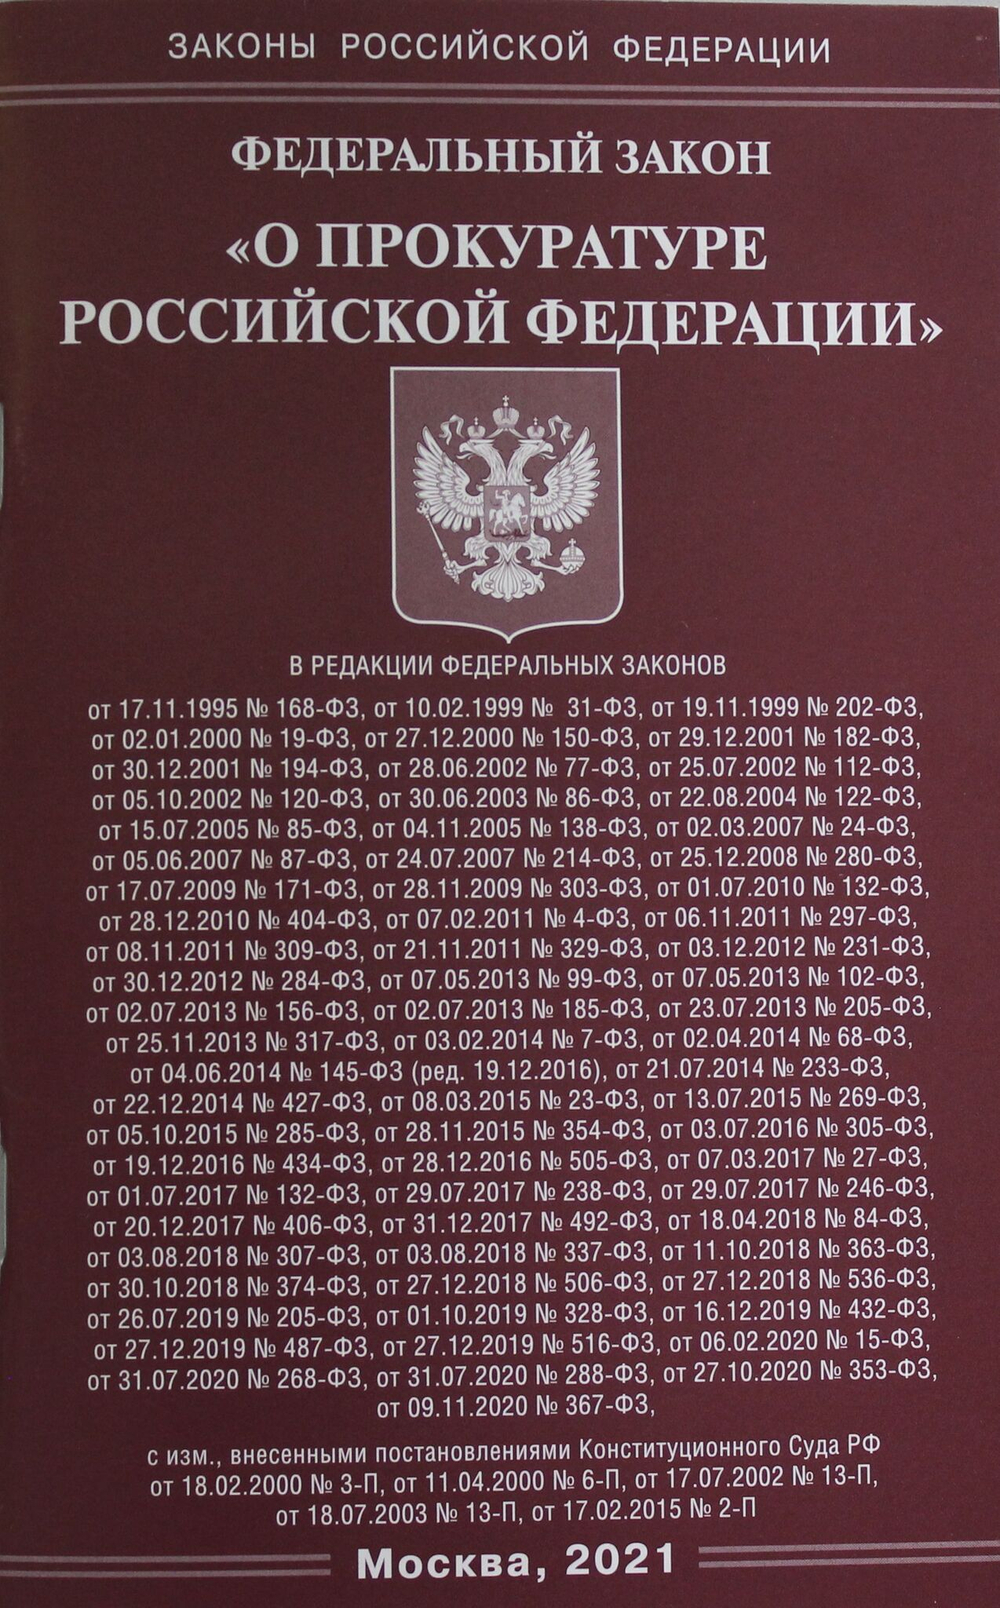 ЗАКОНЫ РОССИЙСКОЙ ФЕДЕРАЦИИ
ФЕДЕРАЛЬНЫЙ ЗАКОН
«О ПРОКУРАТУРЕ
РОССИЙСКОЙ ФЕДЕРАЦИИ»
В РЕДАКЦИИ ФЕДЕРАЛЬНЫХ ЗАКОНОВ
от 17.11.1995 № 168-ФЗ, от 10.02.1999 № 31-ФЗ, от 19.11.1999 № 202-ФЗ,
от 02.01.2000 № 19-ФЗ, от 27.12.2000 № 150-ФЗ, от 29.12.2001 № 182-ФЗ,
от 30.12.2001 № 194-ФЗ, от 28.06.2002 № 77-ФЗ, от 25.07.2002 № 112-ФЗ,
от 05.10.2002 № 120-ФЗ, от 30.06.2003 № 86-ФЗ, от 22.08.2004 № 122-ФЗ,
от 15.07.2005 № 85-ФЗ, от 04.11.2005 № 138-ФЗ, от 02.03.2007 № 24-ФЗ,
от 05.06.2007 № 87-ФЗ, от 24.07.2007 № 214-ФЗ, от 25.12.2008 № 280-ФЗ,
от 17.07.2009 № 171-ФЗ, от 28.11.2009 № 303-ФЗ, от 01.07.2010 № 132-ФЗ,
от 28.12.2010 № 404-ФЗ, от 07.02.2011 № 4-ФЗ, от 06.11.2011 № 297-ФЗ,
от 08.11.2011 № 309-ФЗ, от 21.11.2011 № 329-ФЗ, от 03.12.2012 № 231-ФЗ,
от 30.12.2012 № 284-ФЗ, от 07.05.2013 № 99-ФЗ, от 07.05.2013 № 102-ФЗ,
от 02.07.2013 № 156-ФЗ, от 02.07.2013 № 185-ФЗ, от 23.07.2013 № 205-ФЗ,
от 25.11.2013 № 317-ФЗ, от 03.02.2014 № 7-ФЗ, от 02.04.2014 № 68-ФЗ,
от 04.06.2014 № 145-ФЗ (ред. 19.12.2016), от 21.07.2014 № 233-ФЗ,
от 22.12.2014 № 427-ФЗ, от 08.03.2015 № 23-ФЗ, от 13.07.2015 № 269-ФЗ,
от 05.10.2015 № 285-ФЗ, от 28.11.2015 № 354-ФЗ, от 03.07.2016 № 305-ФЗ,
от 19.12.2016 № 434-ФЗ, от 28.12.2016 № 505-ФЗ, от 07.03.2017 № 27-ФЗ,
от 01.07.2017 № 132-ФЗ, от 29.07.2017 № 238-ФЗ, от 29.07.2017 № 246-ФЗ,
от 20.12.2017 № 406-ФЗ, от 31.12.2017 № 492-ФЗ, от 18.04.2018 № 84-ФЗ,
от 03.08.2018 № 307-ФЗ, от 03.08.2018 № 337-ФЗ, от 11.10.2018 № 363-ФЗ,
от 30.10.2018 № 374-ФЗ, от 27.12.2018 № 506-ФЗ, от 27.12.2018 № 536-ФЗ,
от 26.07.2019 № 205-ФЗ, от 01.10.2019 № 328-ФЗ, от 16.12.2019 № 432-ФЗ,
от 27.12.2019 № 487-ФЗ, от 27.12.2019 № 516-ФЗ, от 06.02.2020 № 15-ФЗ,
от 31.07.2020 № 268-ФЗ, от 31.07.2020 № 288-ФЗ, от 27.10.2020 № 353-ФЗ,
от 09.11.2020 № 367-ФЗ,
с изм., внесенными постановлениями Конституционного Суда РФ
от 18.02.2000 № 3-П, от 11.04.2000 № 6-П, от 17.07.2002 № 13-П,
от 18.07.2003 № 13-П, от 17.02.2015 № 2-П
Москва, 2021